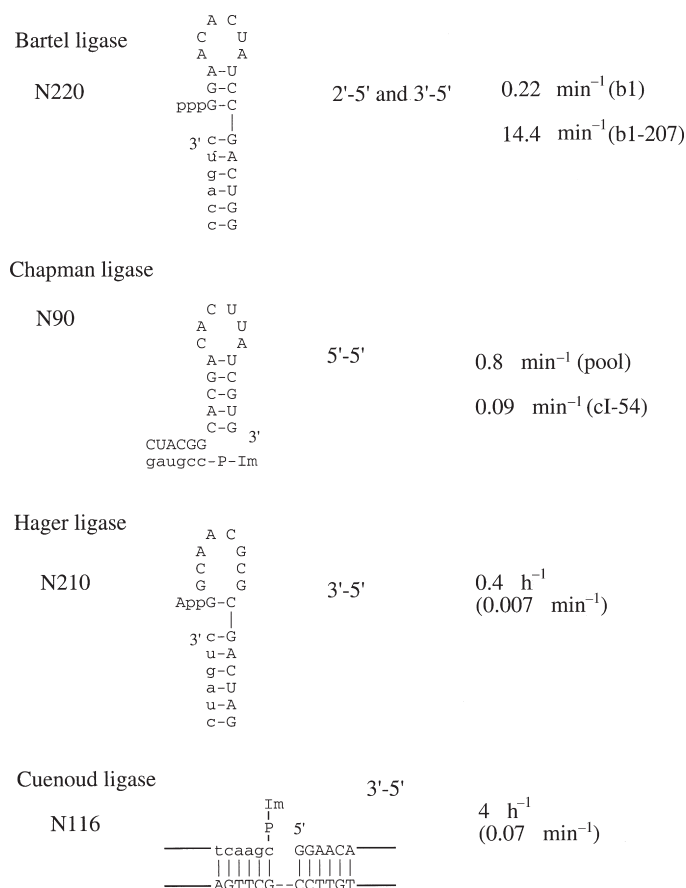 Bartel ligase
N220
A C
C U
A A
A-U
G-C
pppG-C
3' c-G
u-A
g-C
a-U
c-G
c-G
2'-5' and 3'-5'
0.22 min⁻¹ (b1)
14.4 min⁻¹ (b1-207)
Chapman ligase
N90
C U
A U
C A
A-U
G-C
C-G
A-U
C-G
3'
CUACGG
gaugcc-P-Im
5'-5'
0.8 min⁻¹ (pool)
0.09 min⁻¹ (cI-54)
Hager ligase
N210
A C
A G
C C
G G
AppG-C
3' c-G
u-A
g-C
a-U
u-A
c-G
3'-5'
0.4 h⁻¹
(0.007 min⁻¹)
Cuenoud ligase
N116
Im
P 5'
tcaagc GGAACA
AGTTCG--CCTTGT
3'-5'
4 h⁻¹
(0.07 min⁻¹)